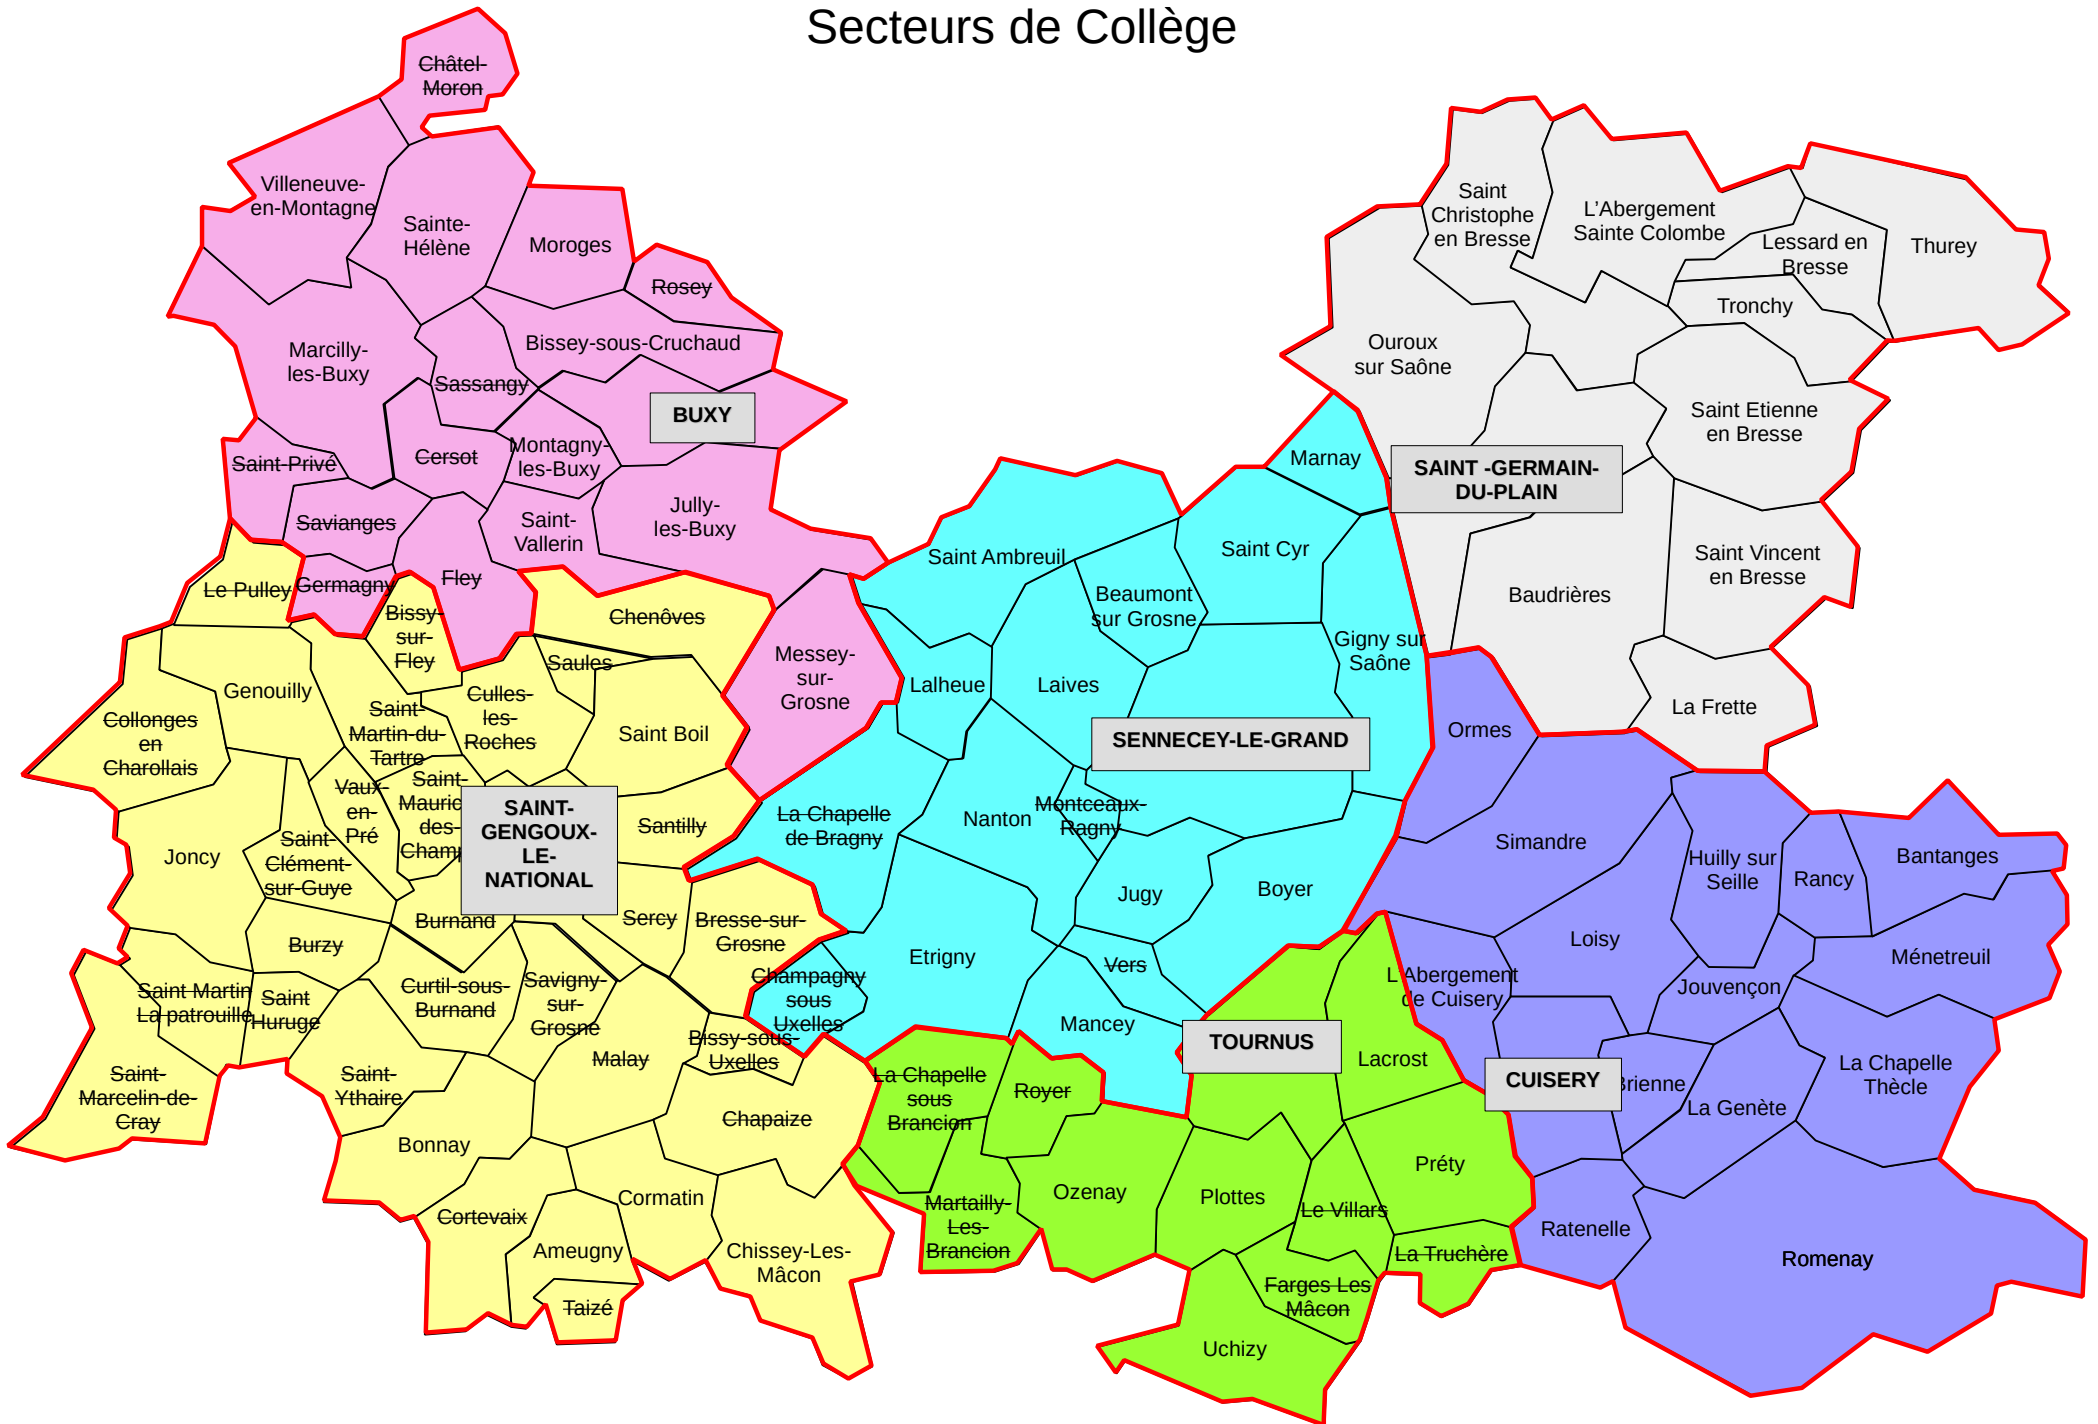 Secteurs de Collège
Châtel-
Moron
Villeneuve-
en-Montagne
Sainte-
Hélène
Moroges
Rosey
Bissey-sous-Cruchaud
Marcilly-
les-Buxy
Sassangy
BUXY
Cersot
Montagny-
les-Buxy
Saint-Privé
Savianges
Saint-
Vallerin
Jully-
les-Buxy
Germagny
Fley
Messey-
sur-
Grosne
Le Pulley
Bissy-
sur-
Fley
Chenôves
Saules
Genouilly
Collonges
en
Charollais
Saint-
Martin-du-
Tartre
Culles-
les-
Roches
Saint Boil
Vaux-
en-
Pré
Saint-
des-
SAINT-
GENGOUX-
LE-
NATIONAL
Santilly
Joncy
Saint-
Clément-
sur-Guye
Burnand
Sercy
Bresse-sur-
Grosne
Burzy
Saint Martin
La patrouille
Saint
Huruge
Curtil-sous-
Burnand
Savigny-
sur-
Grosne
Malay
Bissy-sous-
Uxelles
Saint-
Marcelin-de-
Cray
Saint-
Ythaire
Bonnay
Chapaize
Cortevaix
Cormatin
Ameugny
Taizé
Chissey-Les-
Mâcon
Marnay
Saint Ambreuil
Saint Cyr
Beaumont
sur Grosne
Gigny sur
Saône
Lalheue
Laives
SENNECEY-LE-GRAND
La Chapelle
de Bragny
Nanton
Montceaux-
Ragny
Jugy
Boyer
Etrigny
Vers
Champagny
sous
Uxelles
Mancey
TOURNUS
Lacrost
La Chapelle
sous
Brancion
Royer
Préty
Martailly-
Les-
Brancion
Ozenay
Plottes
Le Villars
La Truchère
Farges Les
Mâcon
Uchizy
Saint
Christophe
en Bresse
L'Abergement
Sainte Colombe
Lessard en
Bresse
Thurey
Tronchy
Ouroux
sur Saône
Saint Etienne
en Bresse
SAINT -GERMAIN-
DU-PLAIN
Saint Vincent
en Bresse
Baudrières
La Frette
Ormes
Simandre
Huilly sur
Seille
Rancy
Bantanges
Loisy
Ménetreuil
L'Abergement
de Cuisery
Jouvençon
CUISERY
La Genète
La Chapelle
Thècle
Ratenelle
Romenay